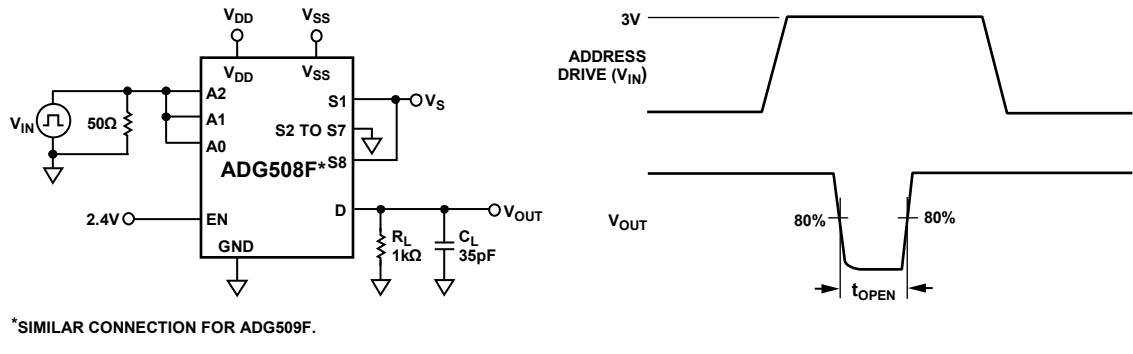 VDD
VSS
VDD
VSS
VIN
50Ω
A2
A1
A0
ADG508F*
S1
VS
S2 TO S7
S8
D
VOUT
2.4V
EN
GND
RL
1kΩ
CL
35pF
*SIMILAR CONNECTION FOR ADG509F.
3V
ADDRESS
DRIVE (VIN)
VOUT
80%
80%
tOPEN